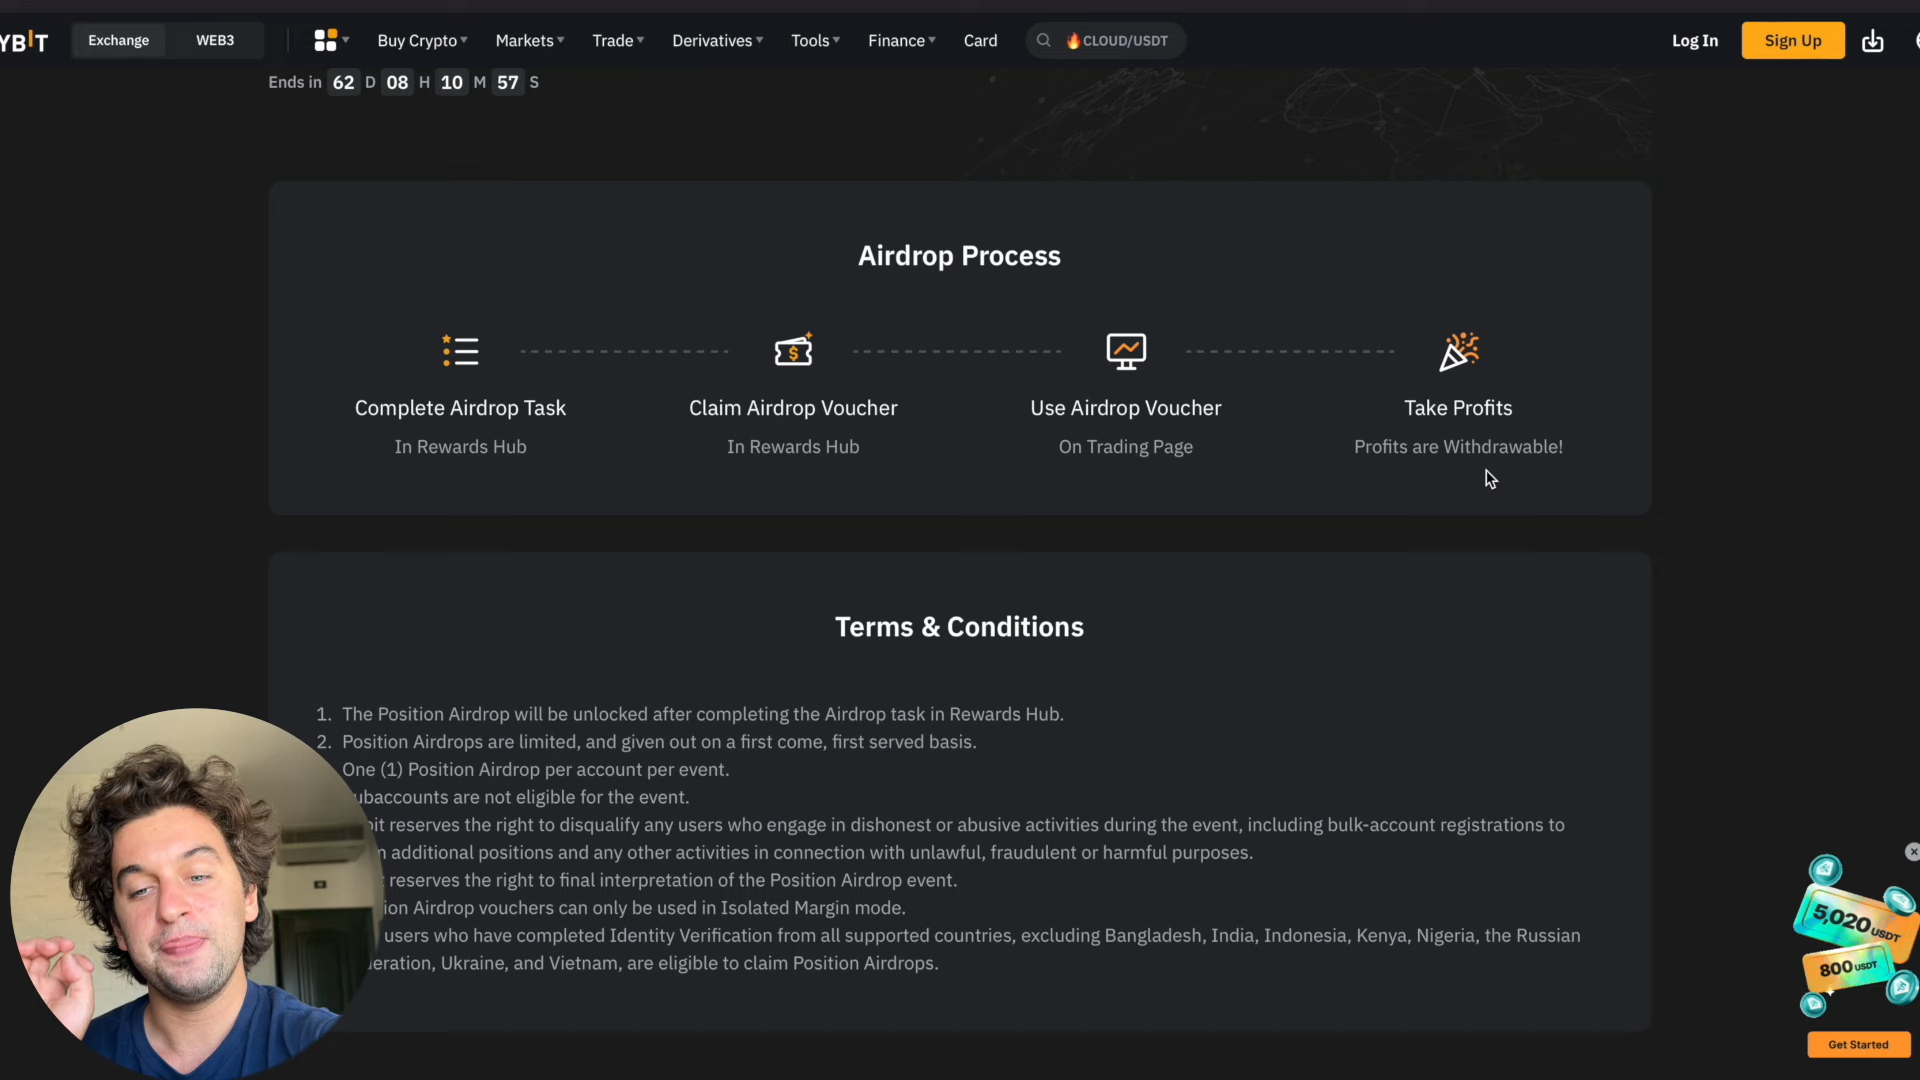 YBIT Exchange WEB3 Buy Crypto Markets Trade Derivatives Tools Finance Card CLOUD/USDT Log In Sign Up
Ends in 62 D 08 H 10 M 57 S
Airdrop Process
Complete Airdrop Task
In Rewards Hub
Claim Airdrop Voucher
In Rewards Hub
Use Airdrop Voucher
On Trading Page
Take Profits
Profits are Withdrawable!
Terms & Conditions
1. The Position Airdrop will be unlocked after completing the Airdrop task in Rewards Hub.
2. Position Airdrops are limited, and given out on a first come, first served basis.
One (1) Position Airdrop per account per event.
ubaccounts are not eligible for the event.
it reserves the right to disqualify any users who engage in dishonest or abusive activities during the event, including bulk-account registrations to
additional positions and any other activities in connection with unlawful, fraudulent or harmful purposes.
reserves the right to final interpretation of the Position Airdrop event.
ion Airdrop vouchers can only be used in Isolated Margin mode.
users who have completed Identity Verification from all supported countries, excluding Bangladesh, India, Indonesia, Kenya, Nigeria, the Russian
eration, Ukraine, and Vietnam, are eligible to claim Position Airdrops.
5,020 USDT
800 USDT
Get Started